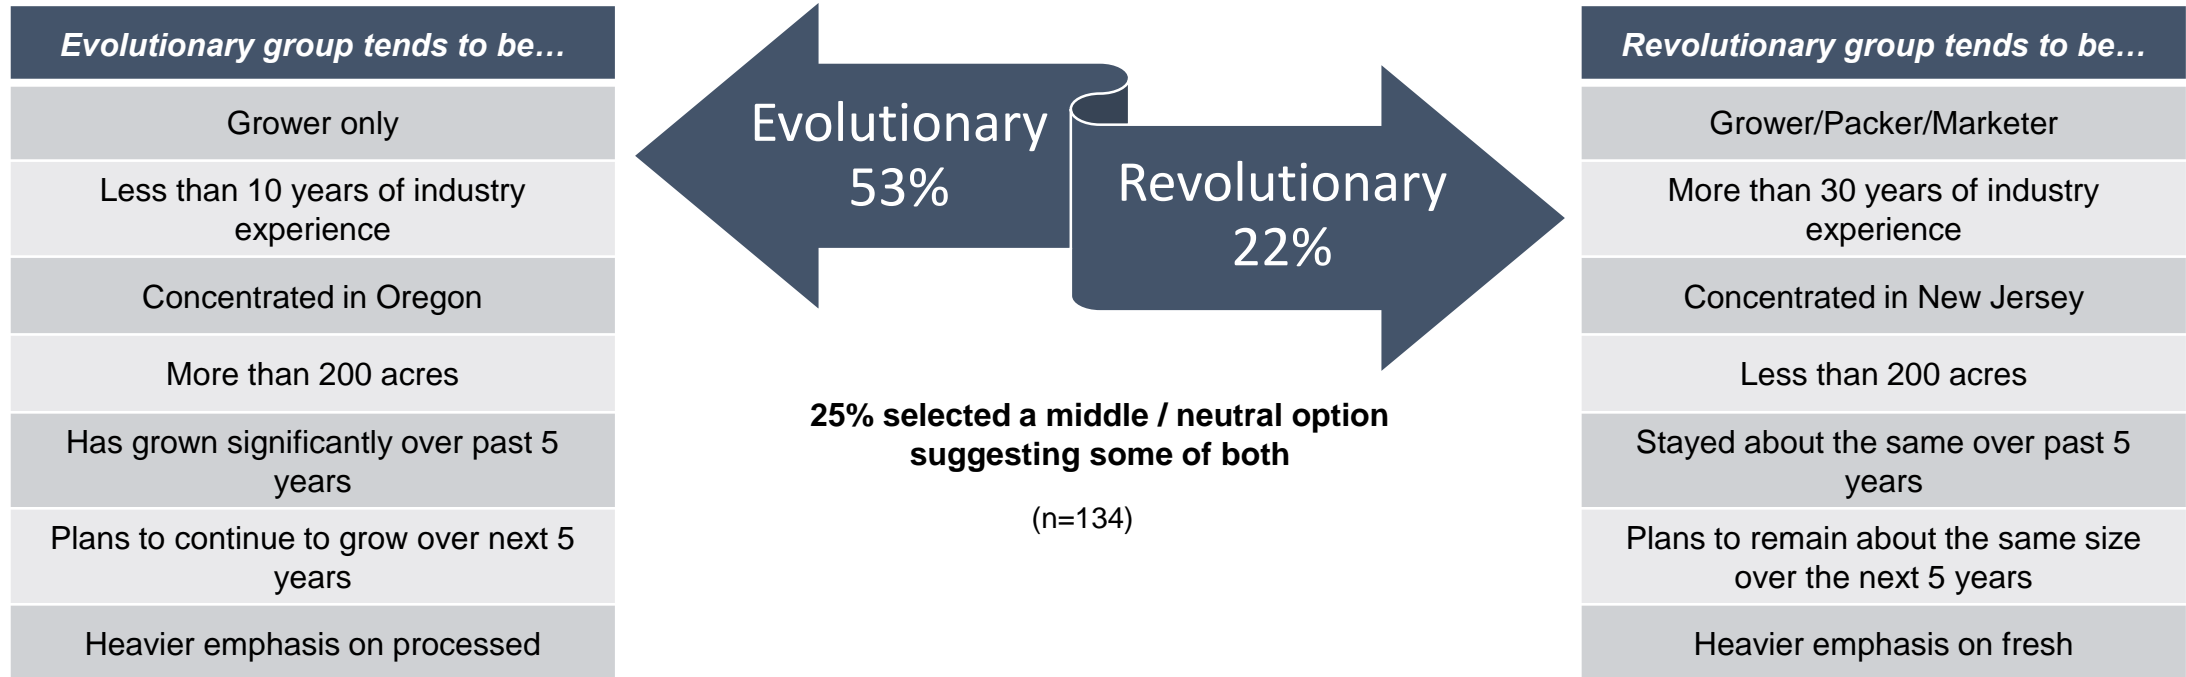 Evolutionary group tends to be…
Grower only
Less than 10 years of industry
experience
Concentrated in Oregon
More than 200 acres
Has grown significantly over past 5
years
Plans to continue to grow over next 5
years
Heavier emphasis on processed
Evolutionary
53%
Revolutionary
22%
25% selected a middle / neutral option
suggesting some of both
(n=134)
Revolutionary group tends to be…
Grower/Packer/Marketer
More than 30 years of industry
experience
Concentrated in New Jersey
Less than 200 acres
Stayed about the same over past 5
years
Plans to remain about the same size
over the next 5 years
Heavier emphasis on fresh